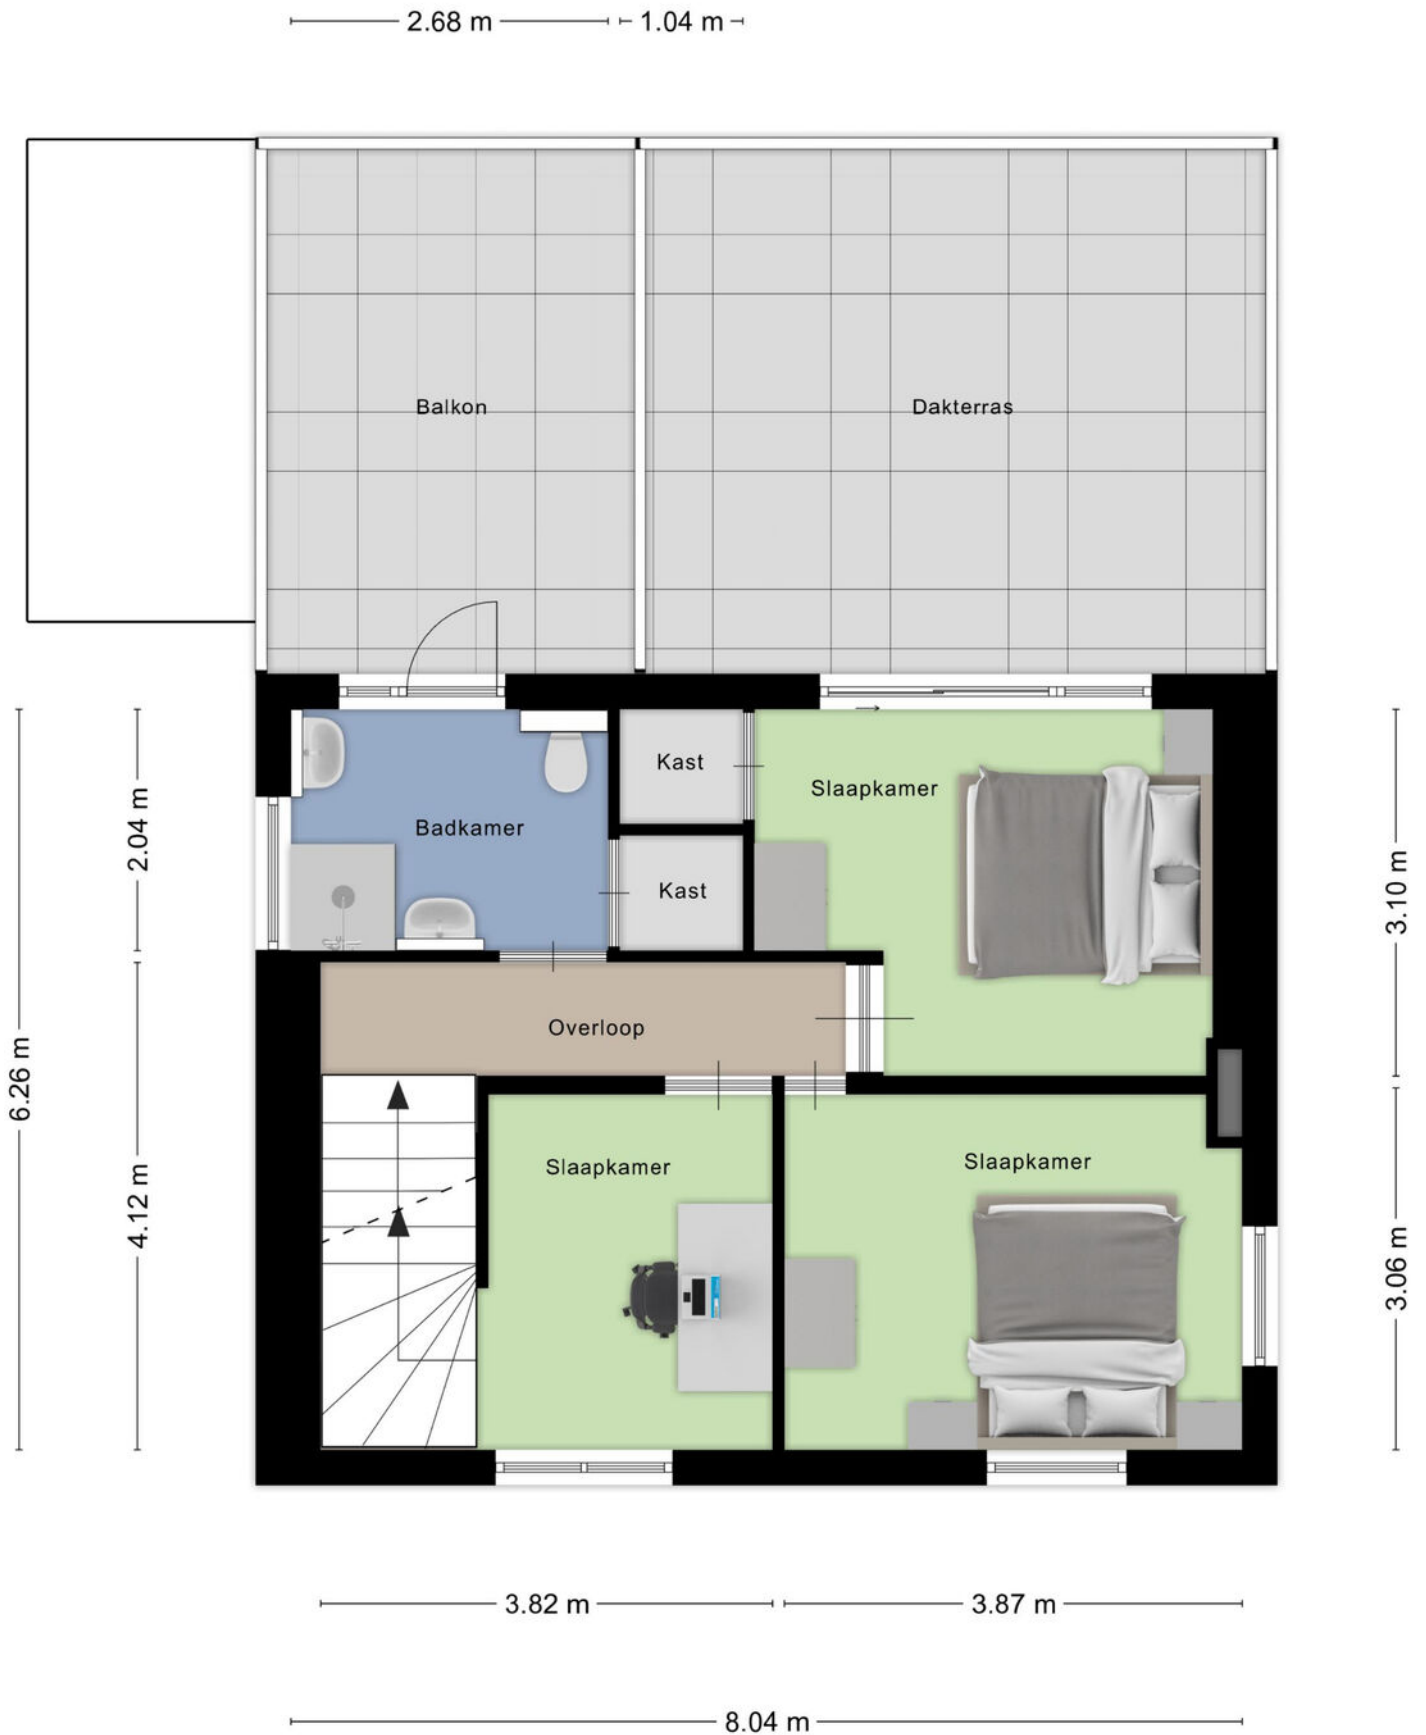 2.68 m
1.04 m
Balkon
Dakterras
Kast
Slaapkamer
Badkamer
Kast
2.04 m
3.10 m
Overloop
6.26 m
4.12 m
Slaapkamer
Slaapkamer
3.06 m
3.82 m
3.87 m
8.04 m